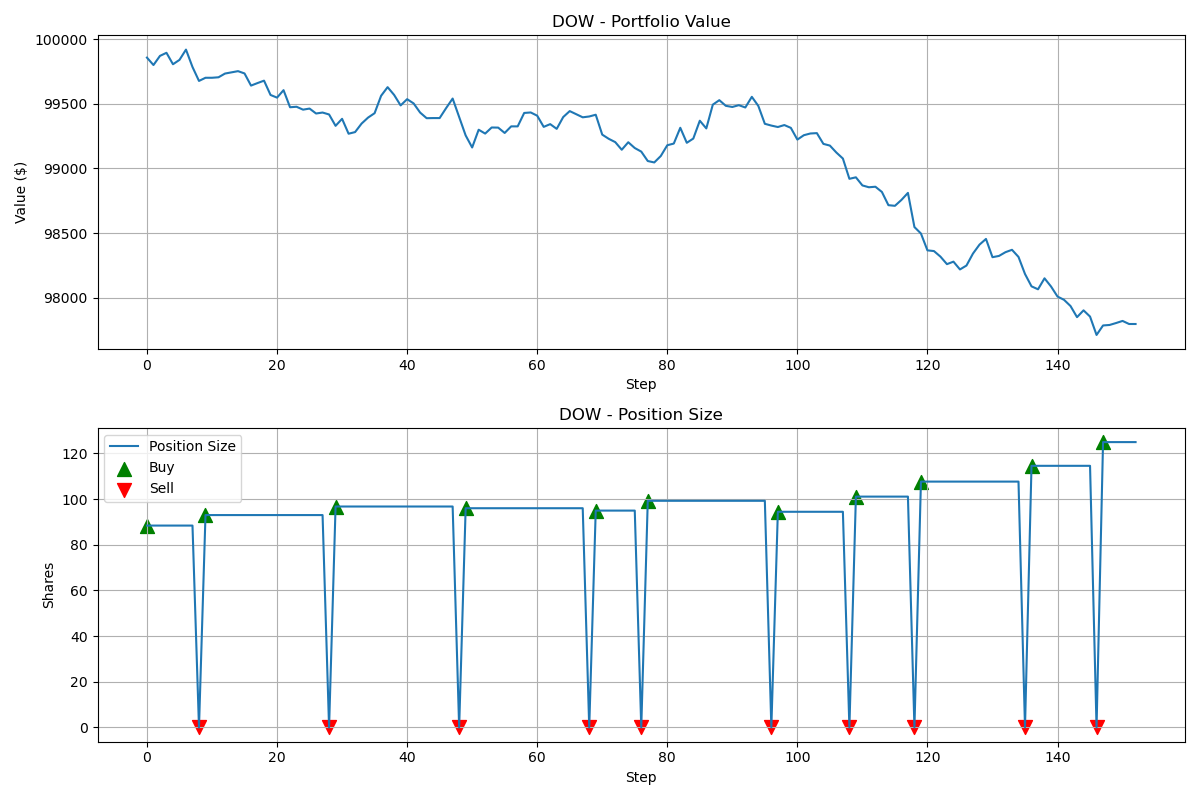 DOW - Portfolio Value
100000
99500
99000
98500
98000
Value ($)
0 20 40 60 80 100 120 140
Step
DOW - Position Size
Position Size
Buy
Sell
120
100
80
60
40
20
0
Shares
0 20 40 60 80 100 120 140
Step